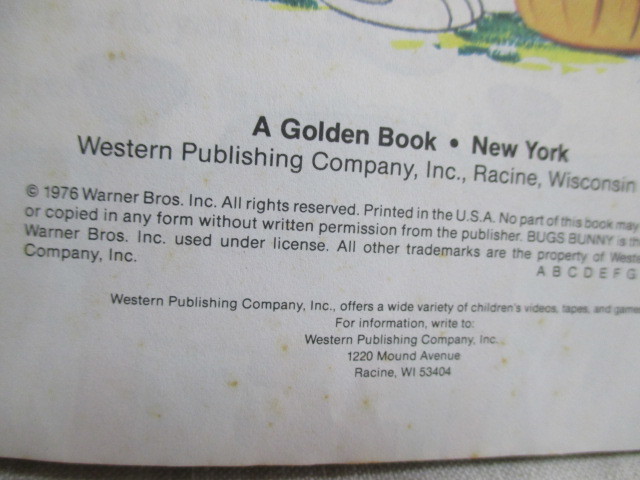 A Golden Book • New York
Western Publishing Company, Inc., Racine, Wisconsin
© 1976 Warner Bros. Inc. All rights reserved. Printed in the U.S.A. No part of this book may
or copied in any form without written permission from the publisher. BUGS BUNNY is
Warner Bros. Inc. used under license. All other trademarks are the property of
Company, Inc.
A B C D E F G
Western Publishing Company, Inc., offers a wide variety of children's videos, tapes, and
For information, write to:
Western Publishing Company, Inc.
1220 Mound Avenue
Racine, WI 53404